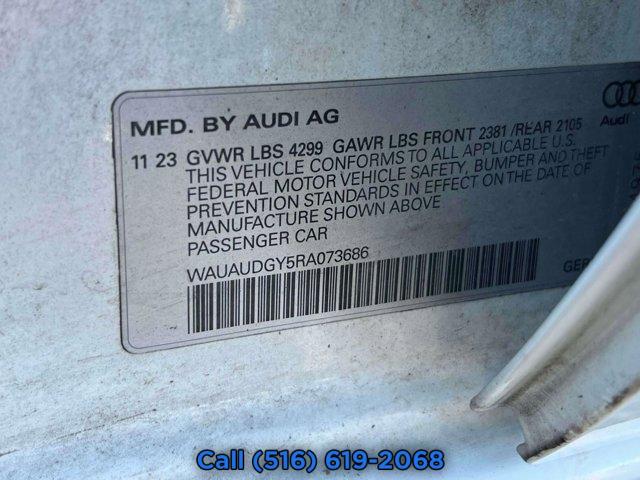 MFD. BY AUDI AG
Audi
11 23 GVWR LBS 4299 GAWR LBS FRONT 2381 /REAR 2105
THIS VEHICLE CONFORMS TO ALL APPLICABLE U.S.
FEDERAL MOTOR VEHICLE SAFETY, BUMPER AND THEFT
PREVENTION STANDARDS IN EFFECT ON THE DATE OF
MANUFACTURE SHOWN ABOVE
PASSENGER CAR
WAUAUDGY5RA073686
GER
Call (516) 619-2068